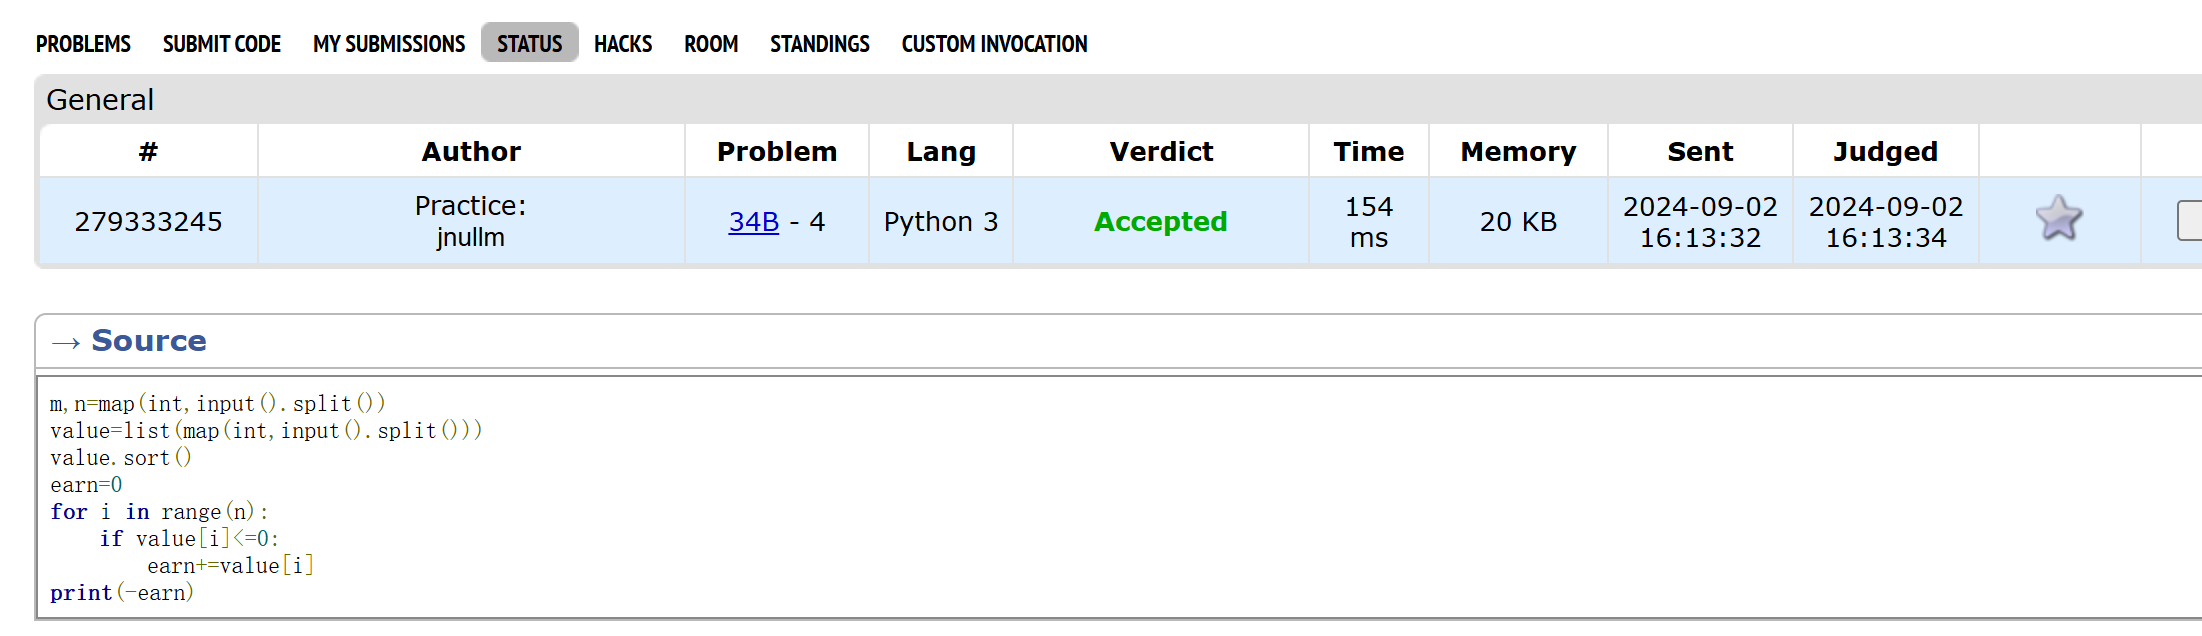 PROBLEMS SUBMIT CODE MY SUBMISSIONS STATUS HACKS ROOM STANDINGS CUSTOM INVOCATION
General
# Author Problem Lang Verdict Time Memory Sent Judged
279333245 Practice: jnullm 34B - 4 Python 3 Accepted 154 ms 20 KB 2024-09-02 16:13:32 2024-09-02 16:13:34
→ Source
m,n=map(int,input().split())
value=list(map(int,input().split()))
value.sort()
earn=0
for i in range(n):
    if value[i]<=0:
        earn+=value[i]
print(-earn)